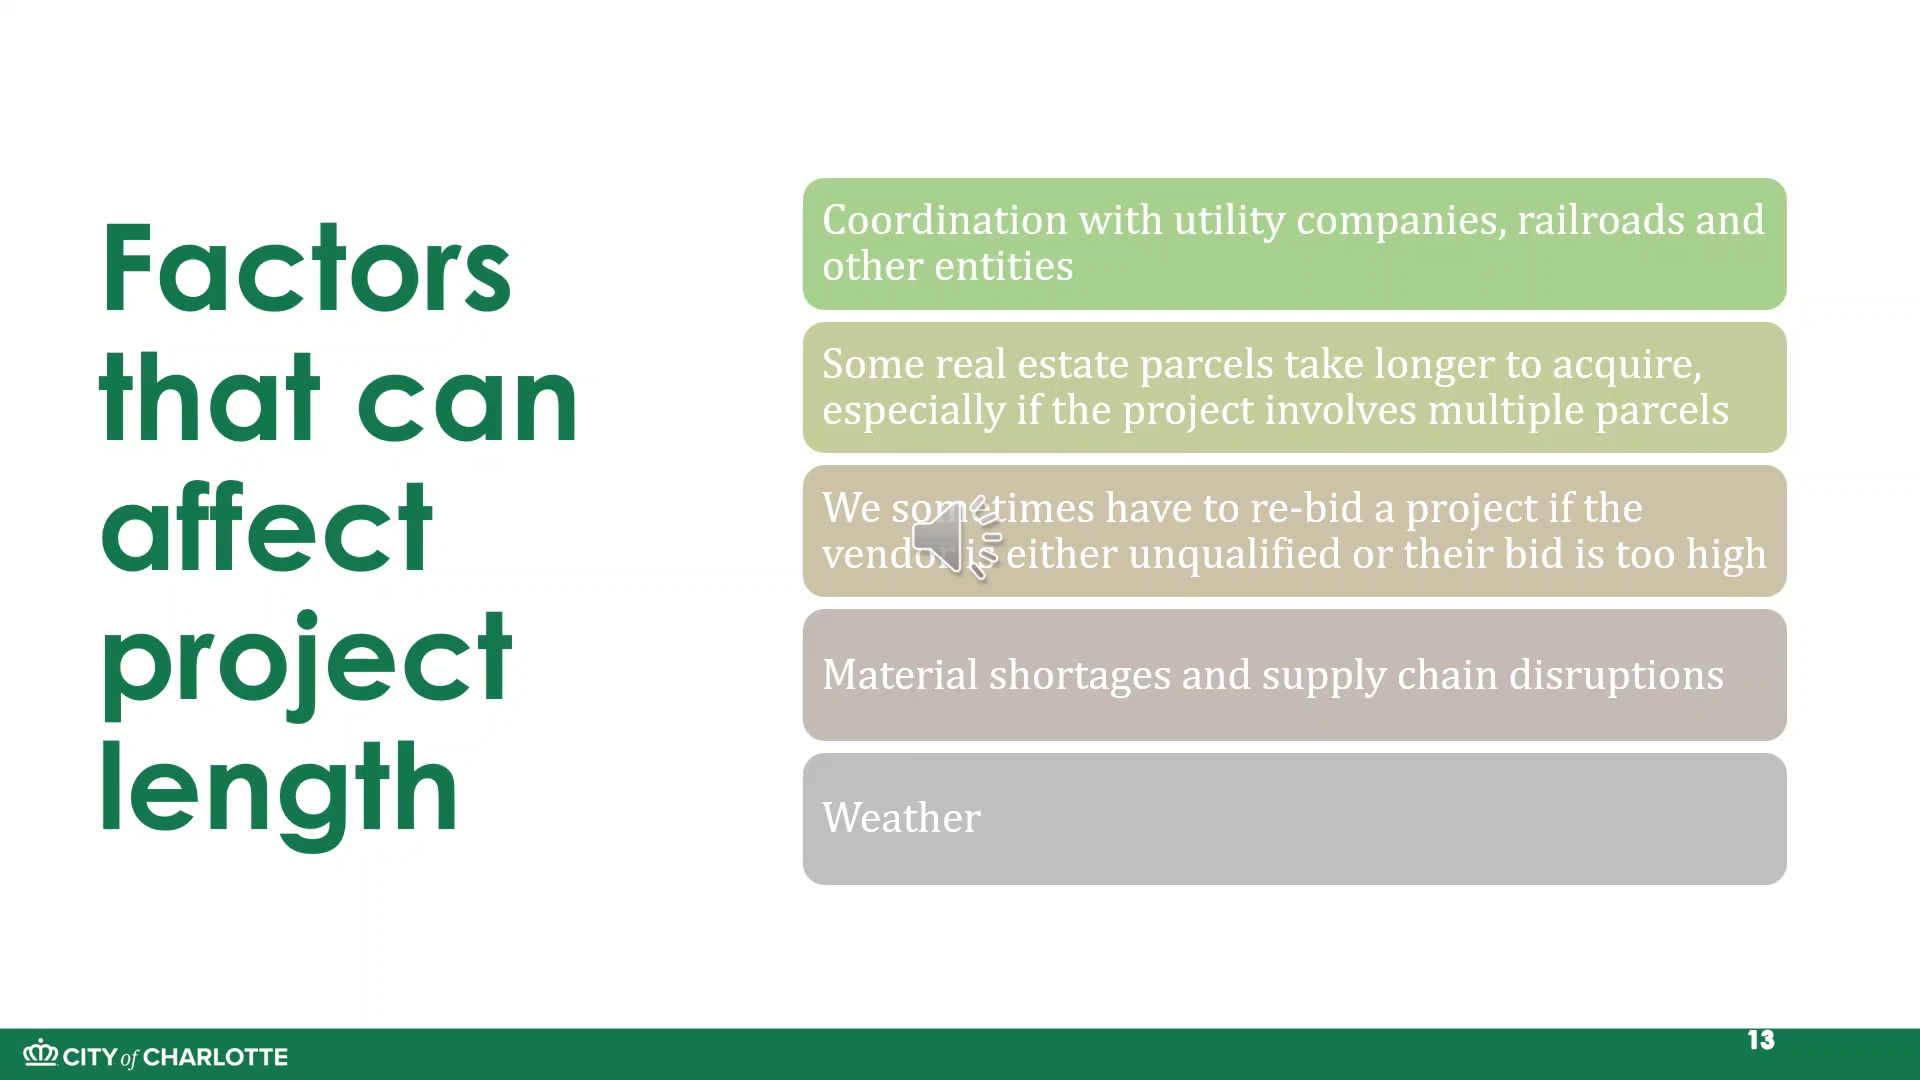 Factors
that can
affect
project
length
Coordination with utility companies, railroads and
other entities
Some real estate parcels take longer to acquire,
especially if the project involves multiple parcels
We sometimes have to re-bid a project if the
vendor is either unqualified or their bid is too high
Material shortages and supply chain disruptions
Weather
CITY of CHARLOTTE
13